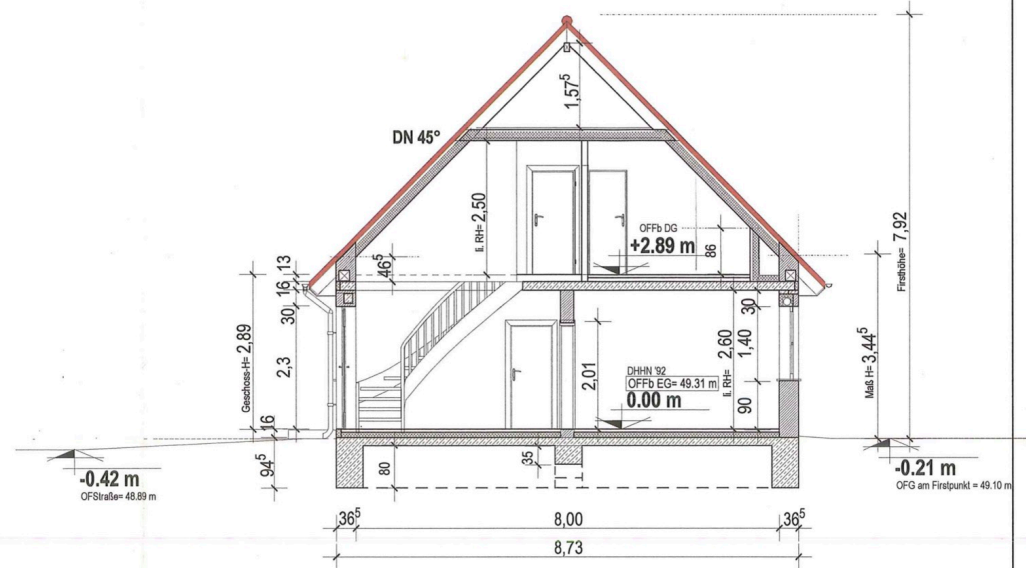 1,57⁵
DN 45°
li. RH= 2,50
OFFb DG
+2.89 m
86
Firsthöhe= 7,92
13
16
30
46⁵
Geschoss-H= 2,89
2,3
16
94⁵
80
35
2,01
DHHN '92
OFFb EG= 49.31 m
0.00 m
li. RH= 2,60
30
1,40
90
Maß H= 3,44⁵
-0.42 m
OFStraße= 48.89 m
-0.21 m
OFG am Firstpunkt = 49.10 m
36⁵
8,00
36⁵
8,73